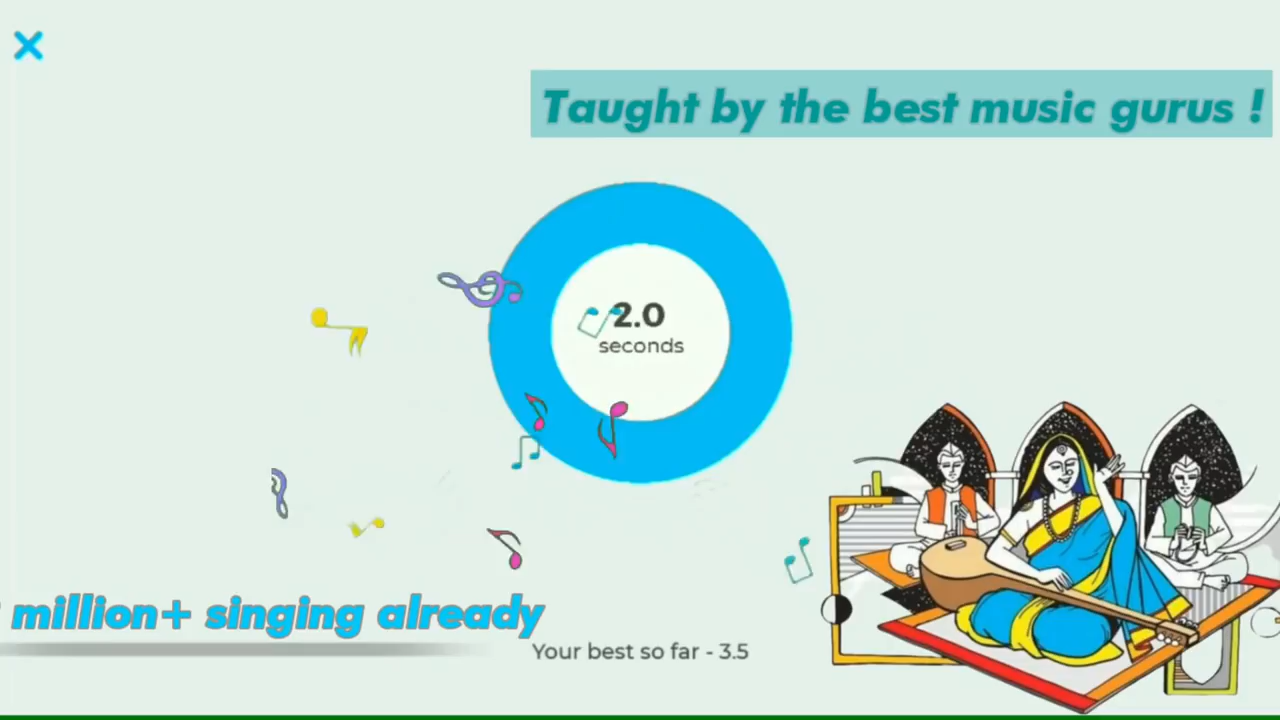 Taught by the best music gurus !
2.0
seconds
million+ singing already
Your best so far - 3.5